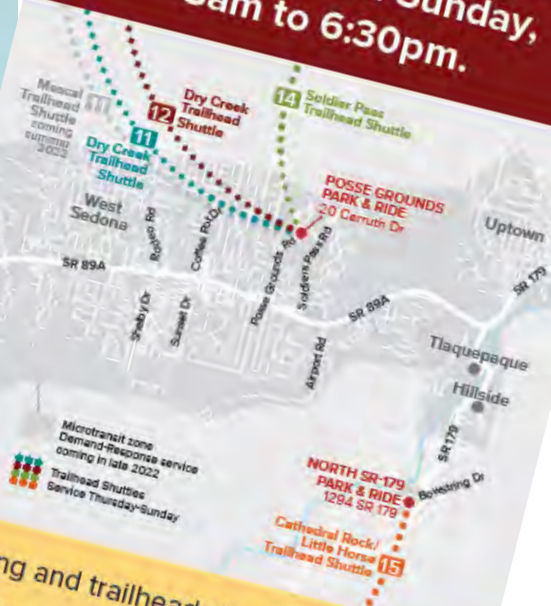 Sunday,
8am to 6:30pm.
Mescal
Trailhead
Shuttle
coming
summer
2022
11
11
Dry Creek
Trailhead
Shuttle
12
Dry Creek
Trailhead
Shuttle
14
Soldier Pass
Trailhead Shuttle
POSSE GROUNDS
PARK & RIDE
20 Carruth Dr
West
Sedona
Uptown
Rodeo Rd
Coffee Pot Dr
Posse Grounds Rd
Soldiers Pass Rd
SR 89A
SR 89A
SR 179
Shelby Dr
Sunset Dr
Airport Rd
Tlaquepaque
Hillside
SR 179
Microtransit zone
Demand-Response service
coming in late 2022
Trailhead Shuttles
Service Thursday-Sunday
NORTH SR-179
PARK & RIDE
1294 SR 179
Bowstring Dr
Cathedral Rock/
Little Horse
Trailhead Shuttle
15
ng and trailhead